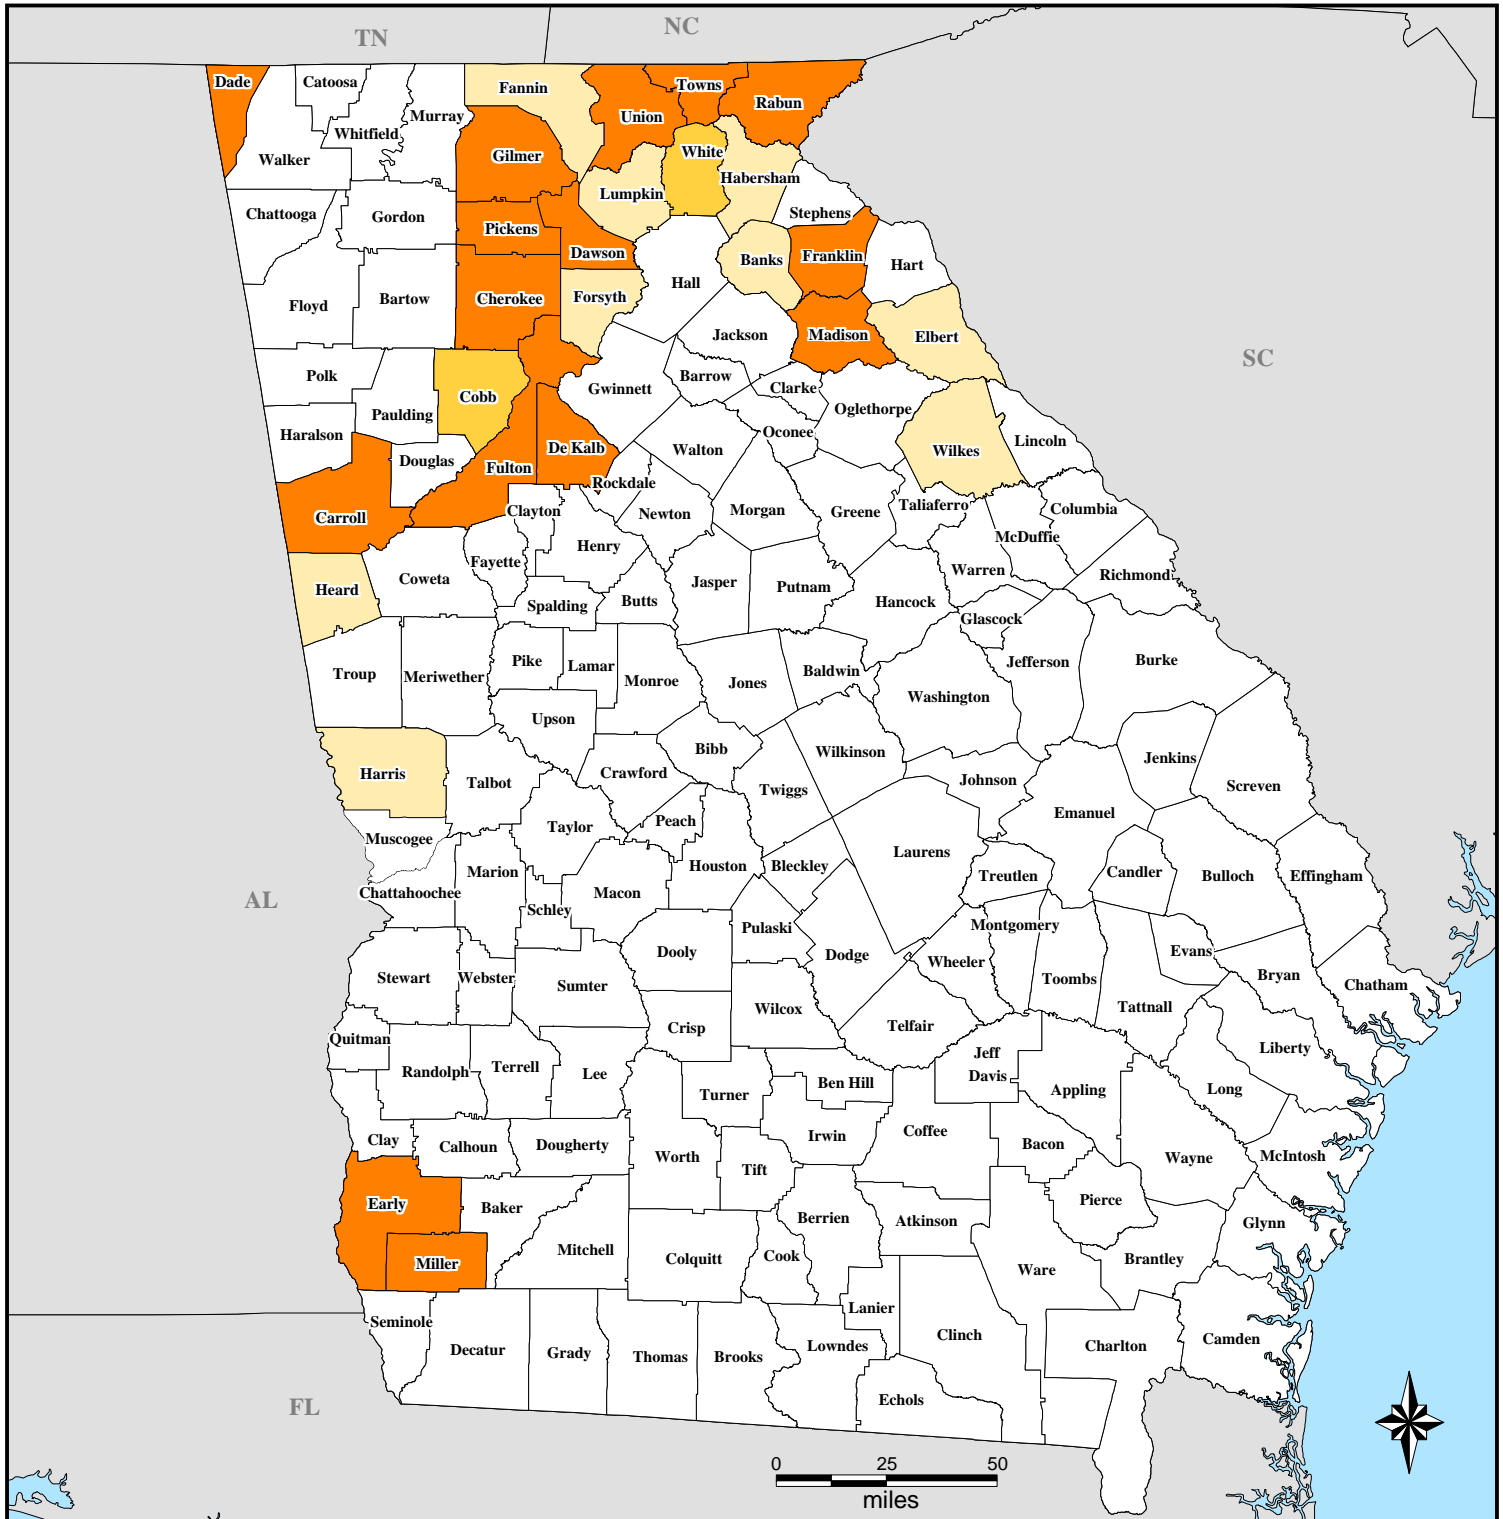 TN
NC
Dade
Catoosa
Fannin
Towns
Rabun
Union
Murray
Whitfield
Walker
Gilmer
White
Habersham
Lumpkin
Stephens
Chattooga
Gordon
Pickens
Dawson
Banks
Franklin
Hart
Hall
Floyd
Bartow
Cherokee
Forsyth
Jackson
Madison
Elbert
SC
Polk
Paulding
Cobb
Gwinnett
Barrow
Clarke
Oglethorpe
Haralson
Douglas
Fulton
De Kalb
Walton
Oconee
Wilkes
Lincoln
Rockdale
Carroll
Clayton
Newton
Morgan
Greene
Taliaferro
Columbia
McDuffie
Henry
Fayette
Coweta
Heard
Spalding
Butts
Jasper
Putnam
Hancock
Warren
Richmond
Glascock
Troup
Meriwether
Pike
Lamar
Monroe
Jones
Baldwin
Washington
Jefferson
Burke
Upson
Bibb
Wilkinson
Harris
Talbot
Crawford
Twiggs
Johnson
Jenkins
Screven
Muscogee
Taylor
Peach
Emanuel
Marion
Houston
Bleckley
Laurens
Treutlen
Candler
Bulloch
Effingham
AL
Chattahoochee
Schley
Macon
Pulaski
Montgomery
Dooly
Dodge
Wheeler
Evans
Stewart
Webster
Sumter
Toombs
Bryan
Chatham
Wilcox
Tattnall
Crisp
Telfair
Quitman
Liberty
Randolph
Terrell
Lee
Jeff
Davis
Turner
Ben Hill
Appling
Long
Clay
Calhoun
Dougherty
Worth
Irwin
Coffee
Bacon
Wayne
McIntosh
Tift
Early
Baker
Pierce
Berrien
Atkinson
Glynn
Miller
Mitchell
Colquitt
Cook
Ware
Brantley
Lanier
Seminole
Decatur
Grady
Thomas
Brooks
Lowndes
Clinch
Charlton
Camden
Echols
FL
0 25 50
miles